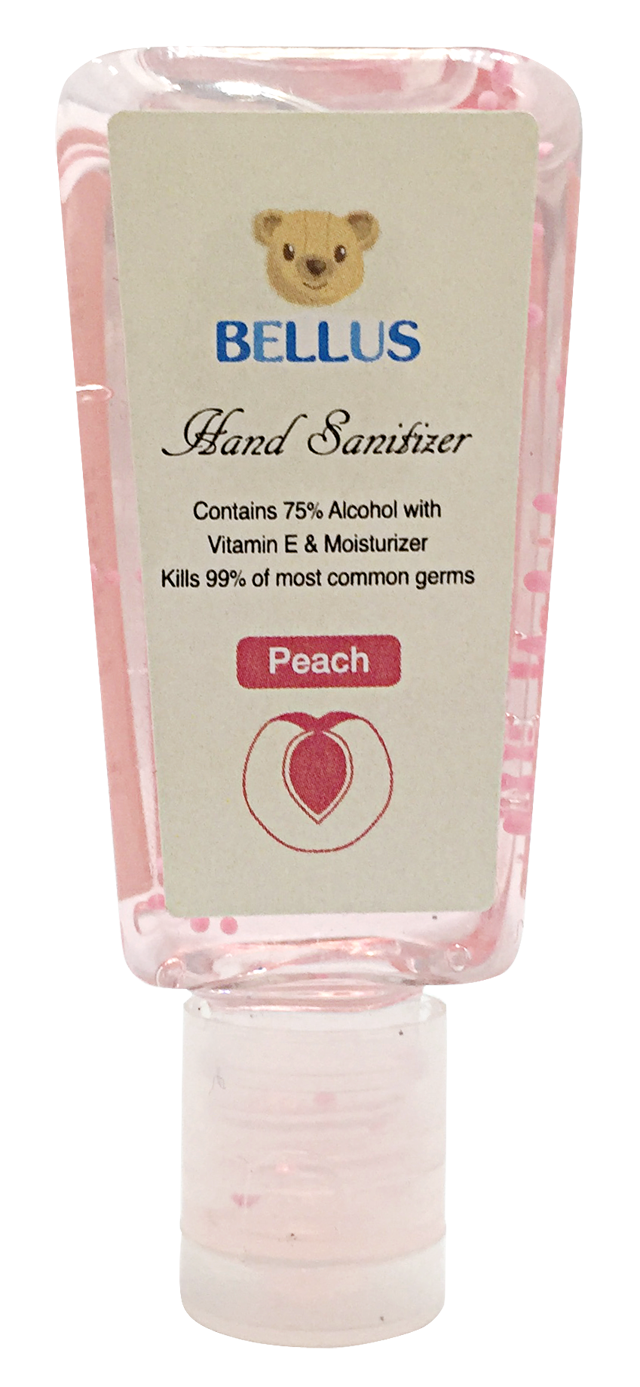 BELLUS
Hand Sanitizer
Contains 75% Alcohol with
Vitamin E & Moisturizer
Kills 99% of most common germs
Peach